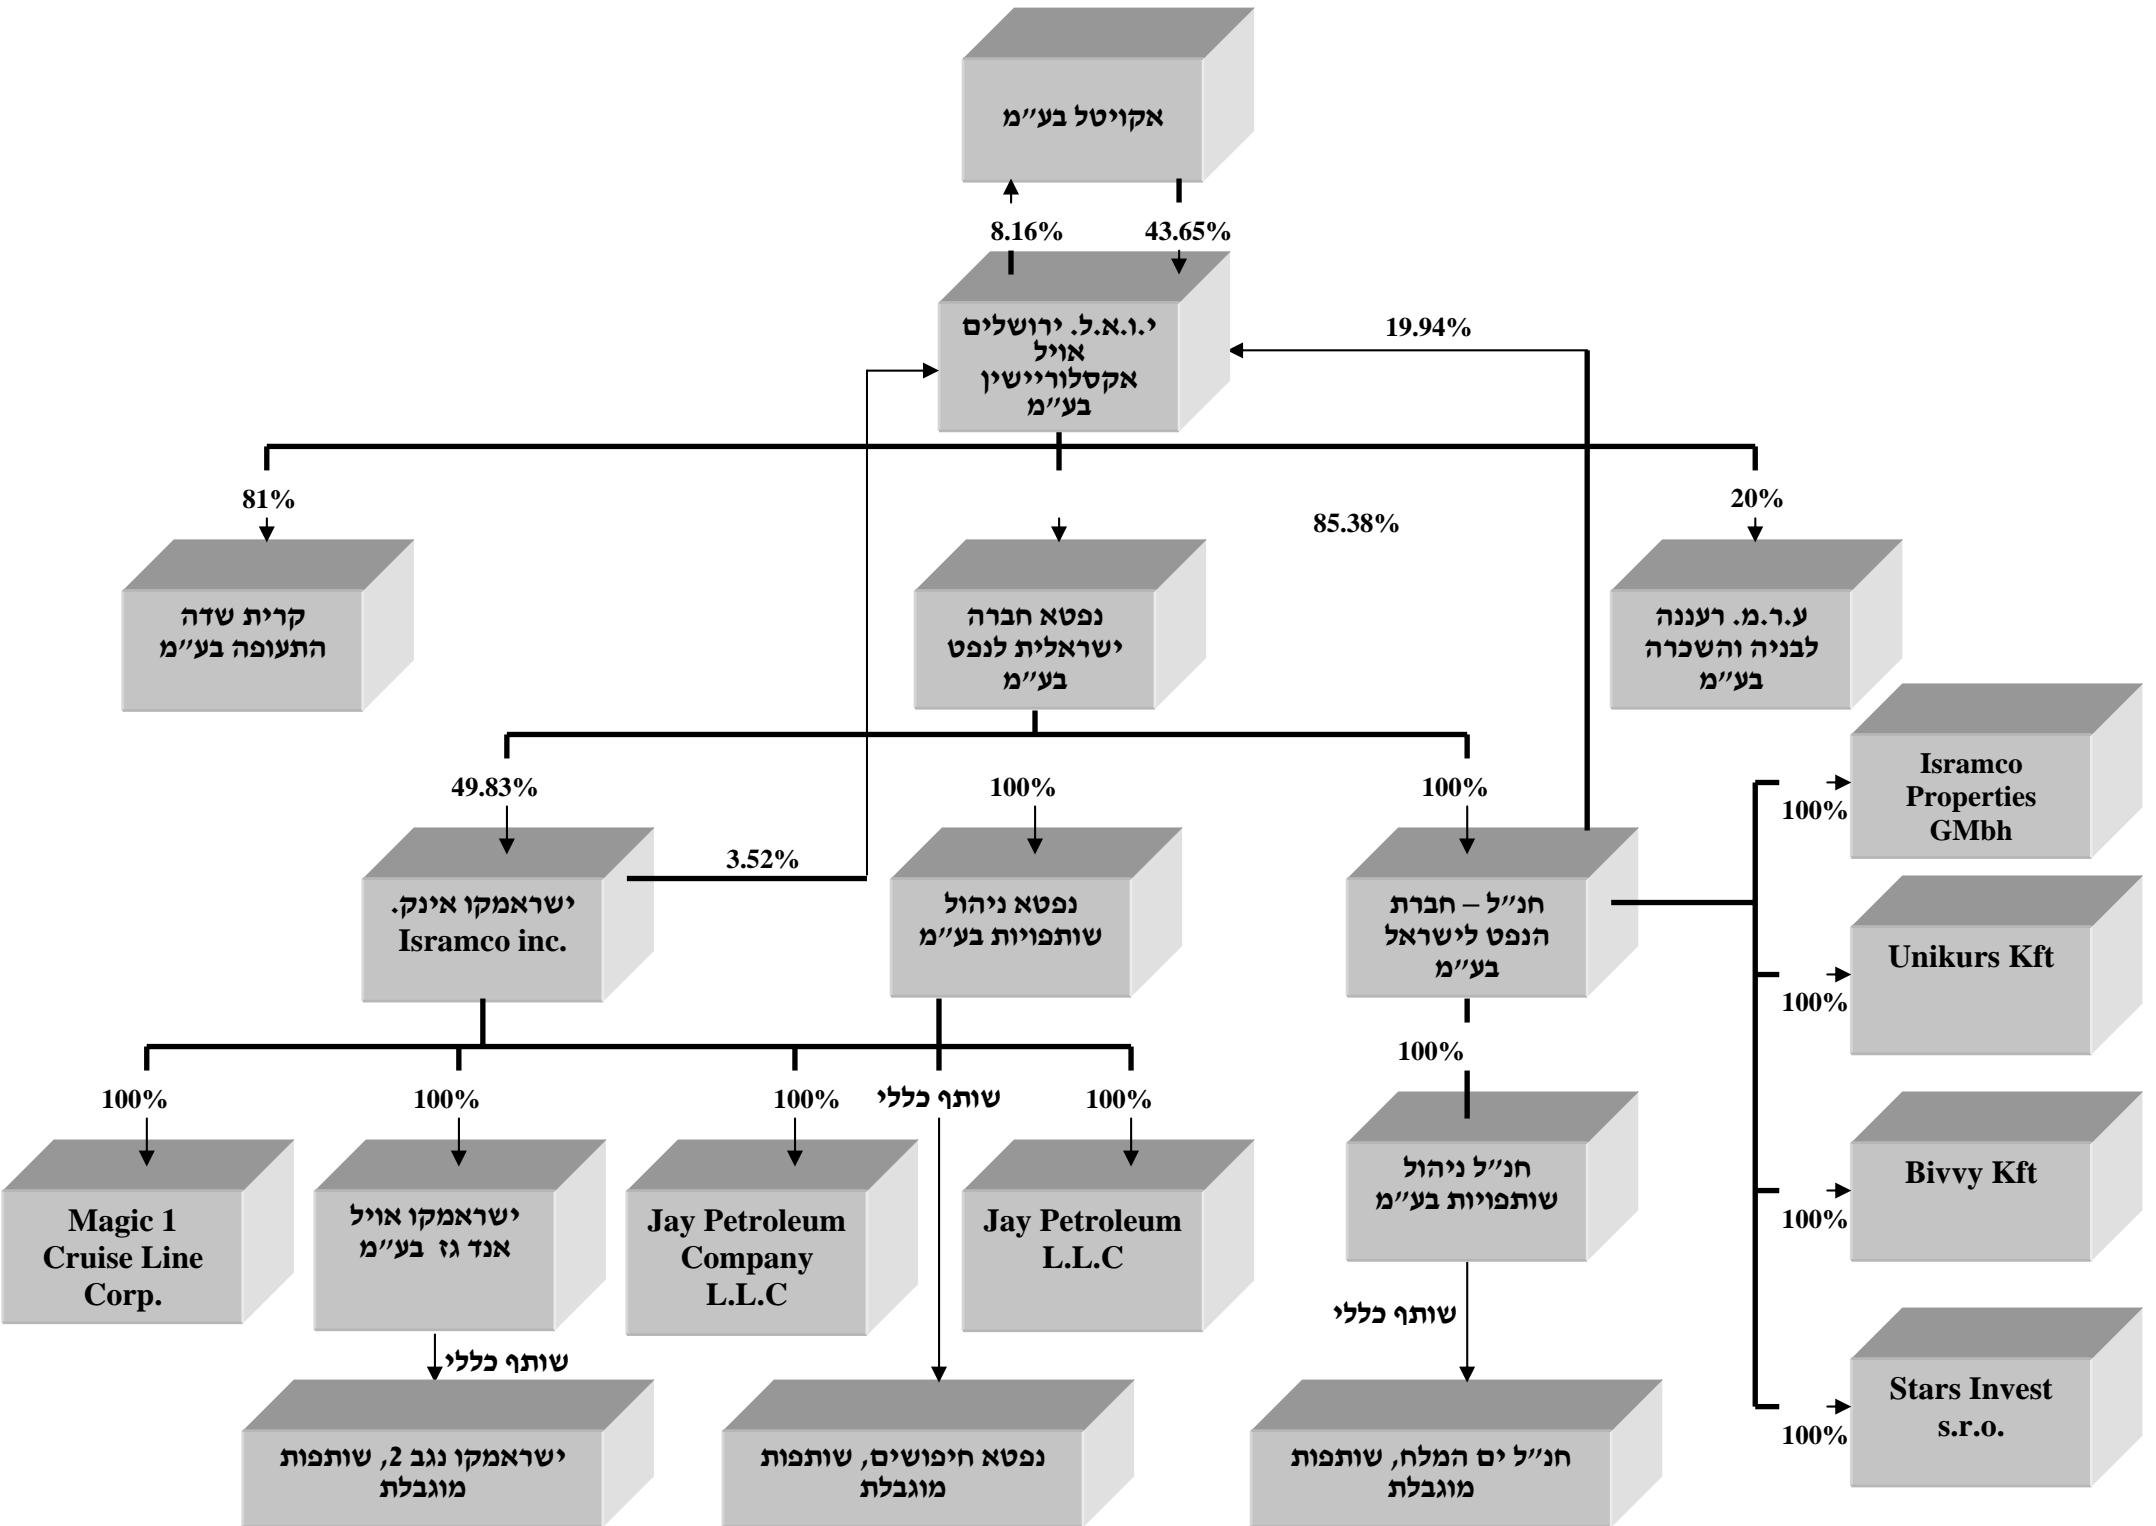 אקויטל בע״מ
8.16%
43.65%
י.ו.א.ל. ירושלים
אויל
אקסלוריישין
בע״מ
19.94%
81%
85.38%
20%
קרית שדה
התעופה בע״מ
נפטא חברה
ישראלית לנפט
בע״מ
ע.ר.מ. רעננה
לבניה והשכרה
בע״מ
49.83%
100%
100%
Isramco
Properties
GMbh
100%
3.52%
ישראמקו אינק.
Isramco inc.
נפטא ניהול
שותפויות בע״מ
חנ״ל – חברת
הנפט לישראל
בע״מ
Unikurs Kft
100%
100%
100%
100%
100%
שותף כללי
100%
Magic 1
Cruise Line
Corp.
ישראמקו אויל
אנד גז בע״מ
Jay Petroleum
Company
L.L.C
Jay Petroleum
L.L.C
חנ״ל ניהול
שותפויות בע״מ
Bivvy Kft
100%
שותף כללי
שותף כללי
Stars Invest
s.r.o.
100%
ישראמקו נגב 2, שותפות
מוגבלת
נפטא חיפושים, שותפות
מוגבלת
חנ״ל ים המלח, שותפות
מוגבלת